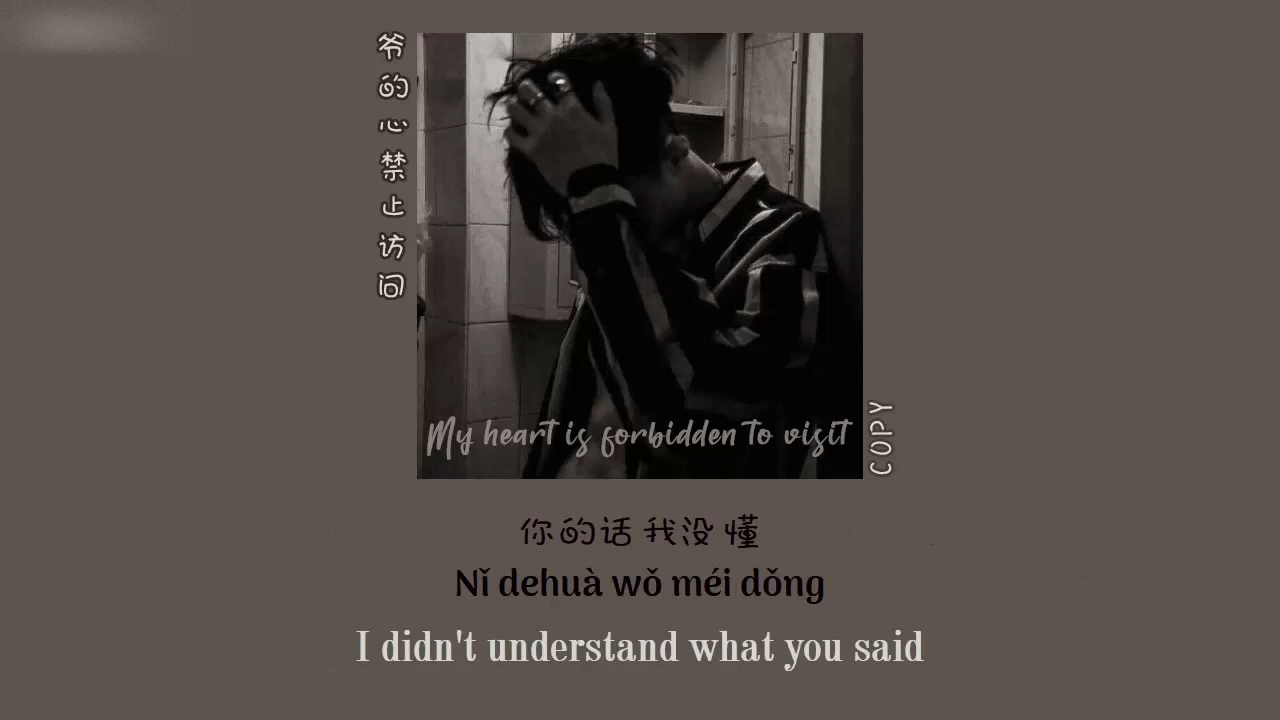 爷的心禁止访问
My heart is forbidden to visit
COPY
你的话 我没 懂
Nǐ dehuà wǒ méi dǒng
I didn't understand what you said